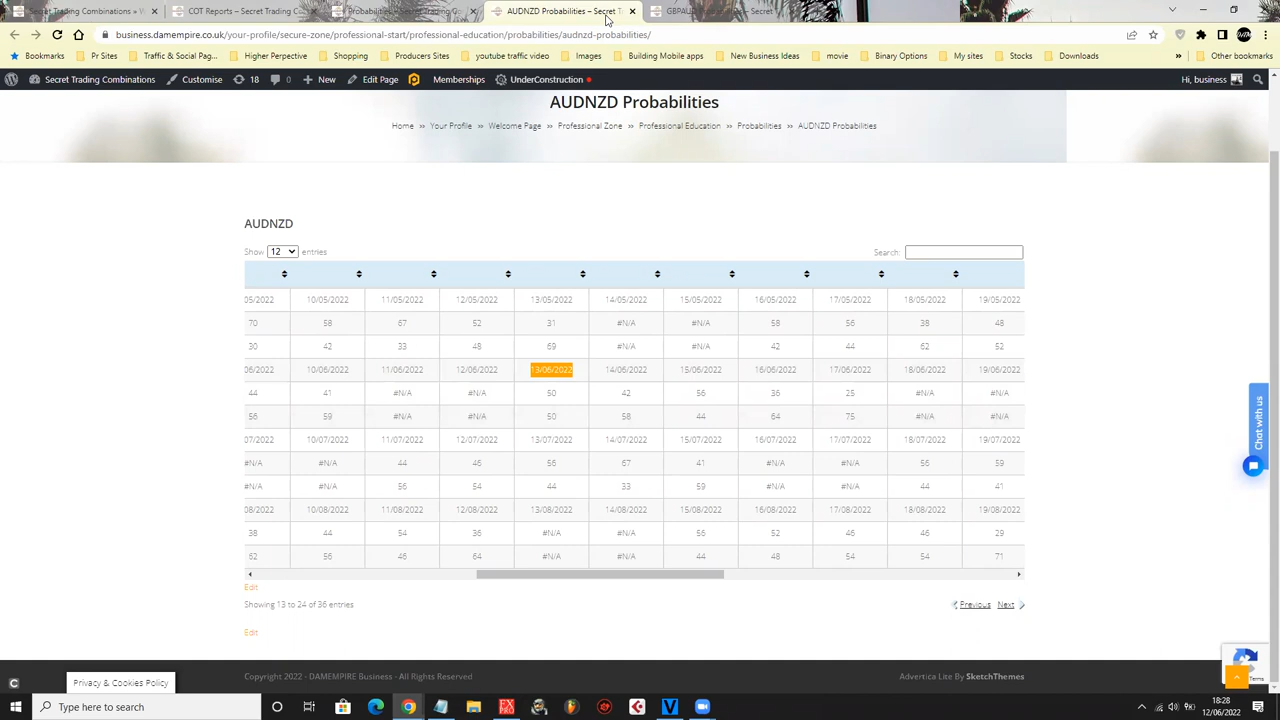 Secret Trading Combinations » W
COT Reports – Secret Trading Com
AUDNZD Probabilities – Secret T
business.damempire.co.uk/your-profile/secure-zone/professional-start/professional-education/probabilities/audnzd-probabilities/
Bookmarks Pr Sites Traffic & Social Pag... Higher Perpective Shopping Producers Sites youtube traffic video Images Building Mobile apps New Business Ideas movie Binary Options My sites Stocks Downloads » Other bookmarks
Secret Trading Combinations Customise 18 0 + New Edit Page Memberships UnderConstruction Hi, business
AUDNZD Probabilities
Home » Your Profile » Welcome Page » Professional Zone » Professional Education » Probabilities » AUDNZD Probabilities
AUDNZD
Show 12 entries Search:
05/2022 10/05/2022 11/05/2022 12/05/2022 13/05/2022 14/05/2022 15/05/2022 16/05/2022 17/05/2022 18/05/2022 19/05/2022
70 58 67 52 31 #N/A #N/A 58 56 38 48
30 42 33 48 69 #N/A #N/A 42 44 62 52
06/2022 10/06/2022 11/06/2022 12/06/2022 13/06/2022 14/06/2022 15/06/2022 16/06/2022 17/06/2022 18/06/2022 19/06/2022
44 41 #N/A #N/A 50 42 56 36 25 #N/A #N/A
56 59 #N/A #N/A 50 58 44 64 75 #N/A #N/A
07/2022 10/07/2022 11/07/2022 12/07/2022 13/07/2022 14/07/2022 15/07/2022 16/07/2022 17/07/2022 18/07/2022 19/07/2022
#N/A #N/A 44 46 56 67 41 #N/A #N/A 56 59
#N/A #N/A 56 54 44 33 59 #N/A #N/A 44 41
08/2022 10/08/2022 11/08/2022 12/08/2022 13/08/2022 14/08/2022 15/08/2022 16/08/2022 17/08/2022 18/08/2022 19/08/2022
38 44 54 36 #N/A #N/A 56 52 46 46 29
62 56 46 64 #N/A #N/A 44 48 54 54 71
Edit
Showing 13 to 24 of 36 entries Previous Next
Edit
Chat with us
Copyright 2022 - DAMEMPIRE Business - All Rights Reserved Advertica Lite By SketchThemes
Privacy & Cookies Policy
Terms
Type here to search
18:28
12/06/2022